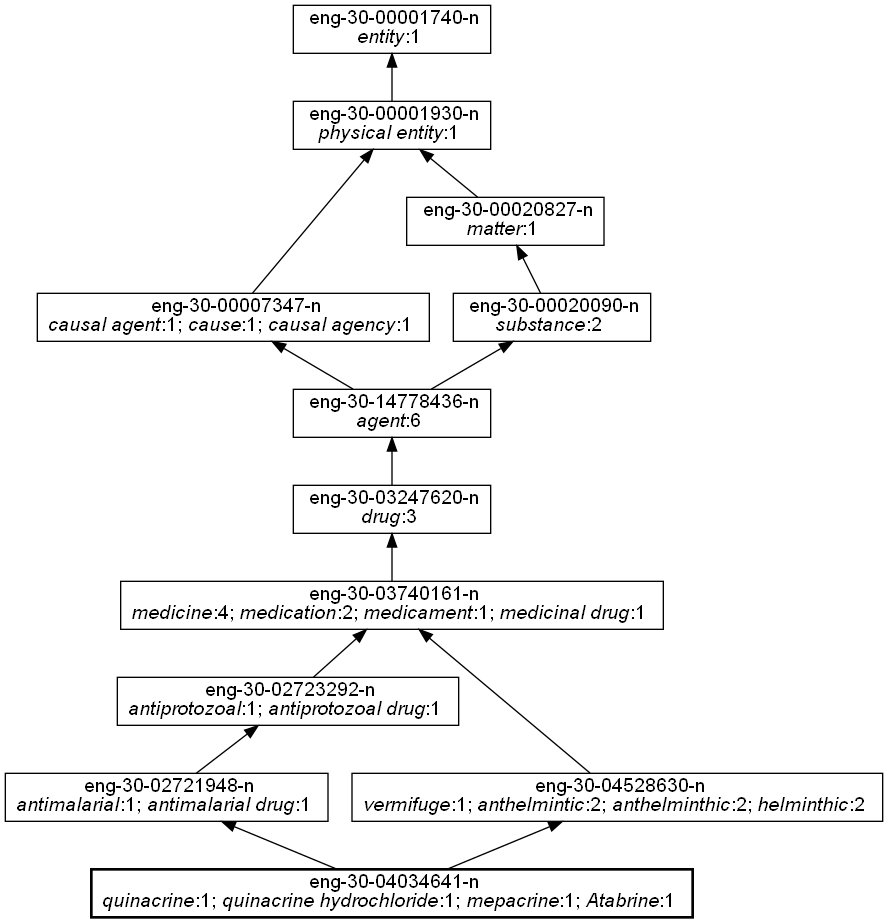 eng-30-00001740-n
entity:1
eng-30-00001930-n
physical entity:1
eng-30-00020827-n
matter:1
eng-30-00007347-n
causal agent:1; cause:1; causal agency:1
eng-30-00020090-n
substance:2
eng-30-14778436-n
agent:6
eng-30-03247620-n
drug:3
eng-30-03740161-n
medicine:4; medication:2; medicament:1; medicinal drug:1
eng-30-02723292-n
antiprotozoal:1; antiprotozoal drug:1
eng-30-02721948-n
antimalarial:1; antimalarial drug:1
eng-30-04528630-n
vermifuge:1; anthelmintic:2; anthelminthic:2; helminthic:2
eng-30-04034641-n
quinacrine:1; quinacrine hydrochloride:1; mepacrine:1; Atabrine:1